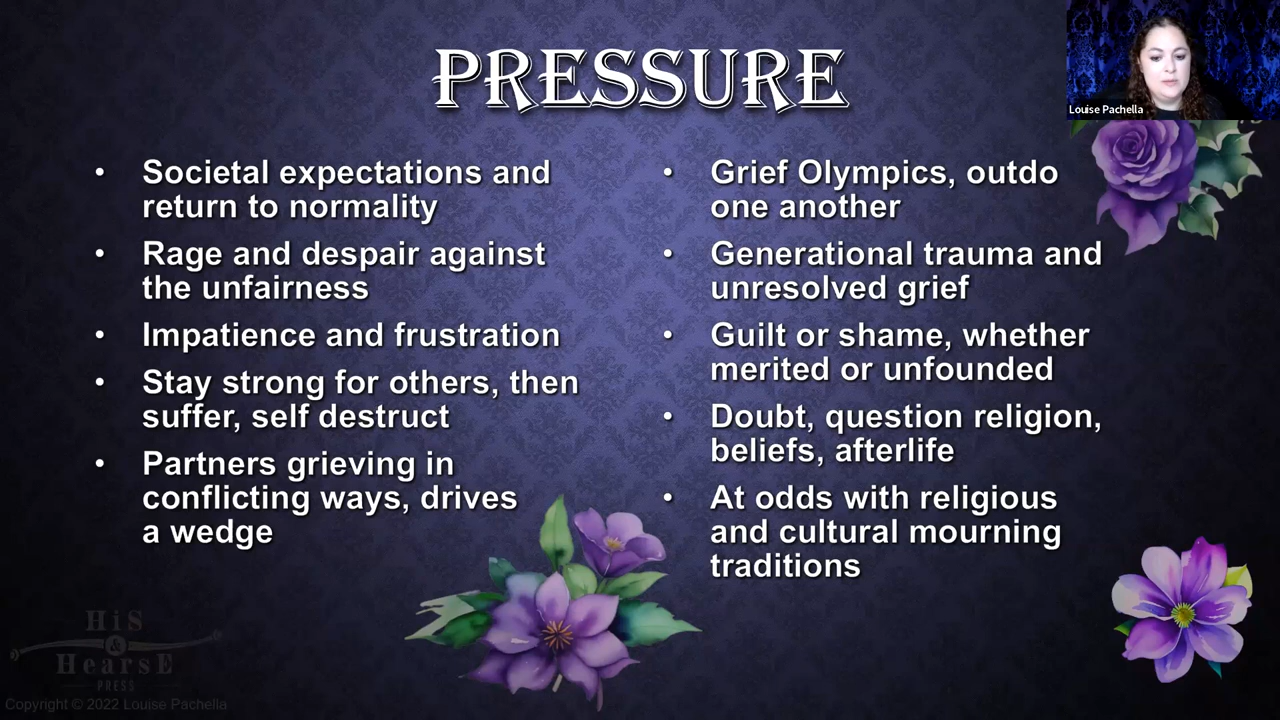 PRESSURE
Louise Pachella
• Societal expectations and
return to normality
• Rage and despair against
the unfairness
• Impatience and frustration
• Stay strong for others, then
suffer, self destruct
• Partners grieving in
conflicting ways, drives
a wedge
• Grief Olympics, outdo
one another
• Generational trauma and
unresolved grief
• Guilt or shame, whether
merited or unfounded
• Doubt, question religion,
beliefs, afterlife
• At odds with religious
and cultural mourning
traditions
HiS
&
HearsE
PRESS
Copyright © 2022 Louise Pachella